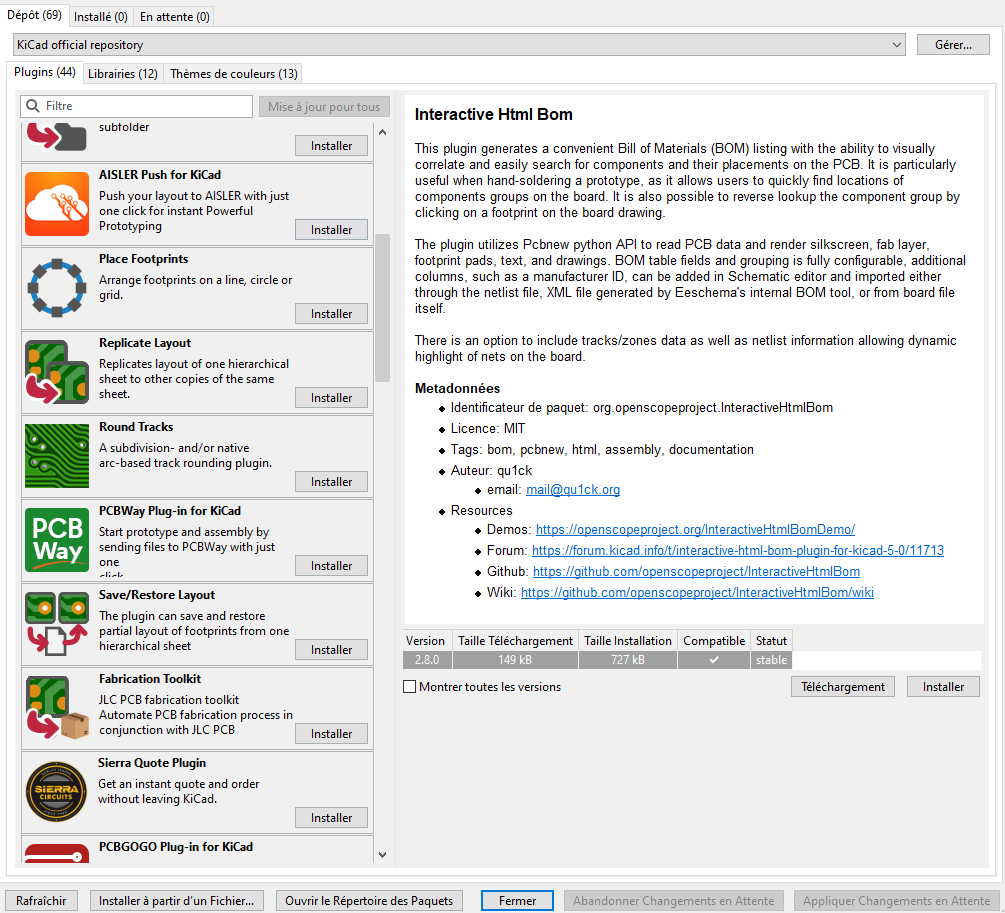 Dépôt (69) Installé (0) En attente (0)
KiCad official repository Gérer...
Plugins (44) Librairies (12) Thèmes de couleurs (13)
Filtre Mise à jour pour tous
subfolder
Installer
AISLER Push for KiCad
Push your layout to AISLER with just
one click for instant Powerful
Prototyping
Installer
Place Footprints
Arrange footprints on a line, circle or
grid.
Installer
Replicate Layout
Replicates layout of one hierarchical
sheet to other copies of the same
sheet.
Installer
Round Tracks
A subdivision- and/or native
arc-based track rounding plugin.
Installer
PCB
Way
PCBWay Plug-in for KiCad
Start prototype and assembly by
sending files to PCBWay with just
one
click
Installer
Save/Restore Layout
The plugin can save and restore
partial layout of footprints from one
hierarchical sheet
Installer
Fabrication Toolkit
JLC PCB fabrication toolkit
Automate PCB fabrication process in
conjunction with JLC PCB
Installer
SIERRA
CIRCUITS
Sierra Quote Plugin
Get an instant quote and order
without leaving KiCad.
Installer
PCBGOGO Plug-in for KiCad
Interactive Html Bom
This plugin generates a convenient Bill of Materials (BOM) listing with the ability to visually
correlate and easily search for components and their placements on the PCB. It is particularly
useful when hand-soldering a prototype, as it allows users to quickly find locations of
components groups on the board. It is also possible to reverse lookup the component group by
clicking on a footprint on the board drawing.
The plugin utilizes Pcbnew python API to read PCB data and render silkscreen, fab layer,
footprint pads, text, and drawings. BOM table fields and grouping is fully configurable, additional
columns, such as a manufacturer ID, can be added in Schematic editor and imported either
through the netlist file, XML file generated by Eeschema's internal BOM tool, or from board file
itself.
There is an option to include tracks/zones data as well as netlist information allowing dynamic
highlight of nets on the board.
Metadonnées
Identificateur de paquet: org.openscopeproject.InteractiveHtmlBom
Licence: MIT
Tags: bom, pcbnew, html, assembly, documentation
Auteur: qu1ck
email: mail@qu1ck.org
Resources
Demos: https://openscopeproject.org/InteractiveHtmlBomDemo/
Forum: https://forum.kicad.info/t/interactive-html-bom-plugin-for-kicad-5-0/11713
Github: https://github.com/openscopeproject/InteractiveHtmlBom
Wiki: https://github.com/openscopeproject/InteractiveHtmlBom/wiki
Version Taille Téléchargement Taille Installation Compatible Statut
2.8.0 149 kB 727 kB ✔ stable
Montrer toutes les versions Téléchargement Installer
Rafraîchir Installer à partir d'un Fichier... Ouvrir le Répertoire des Paquets Fermer Abandonner Changements en Attente Appliquer Changements en Attente